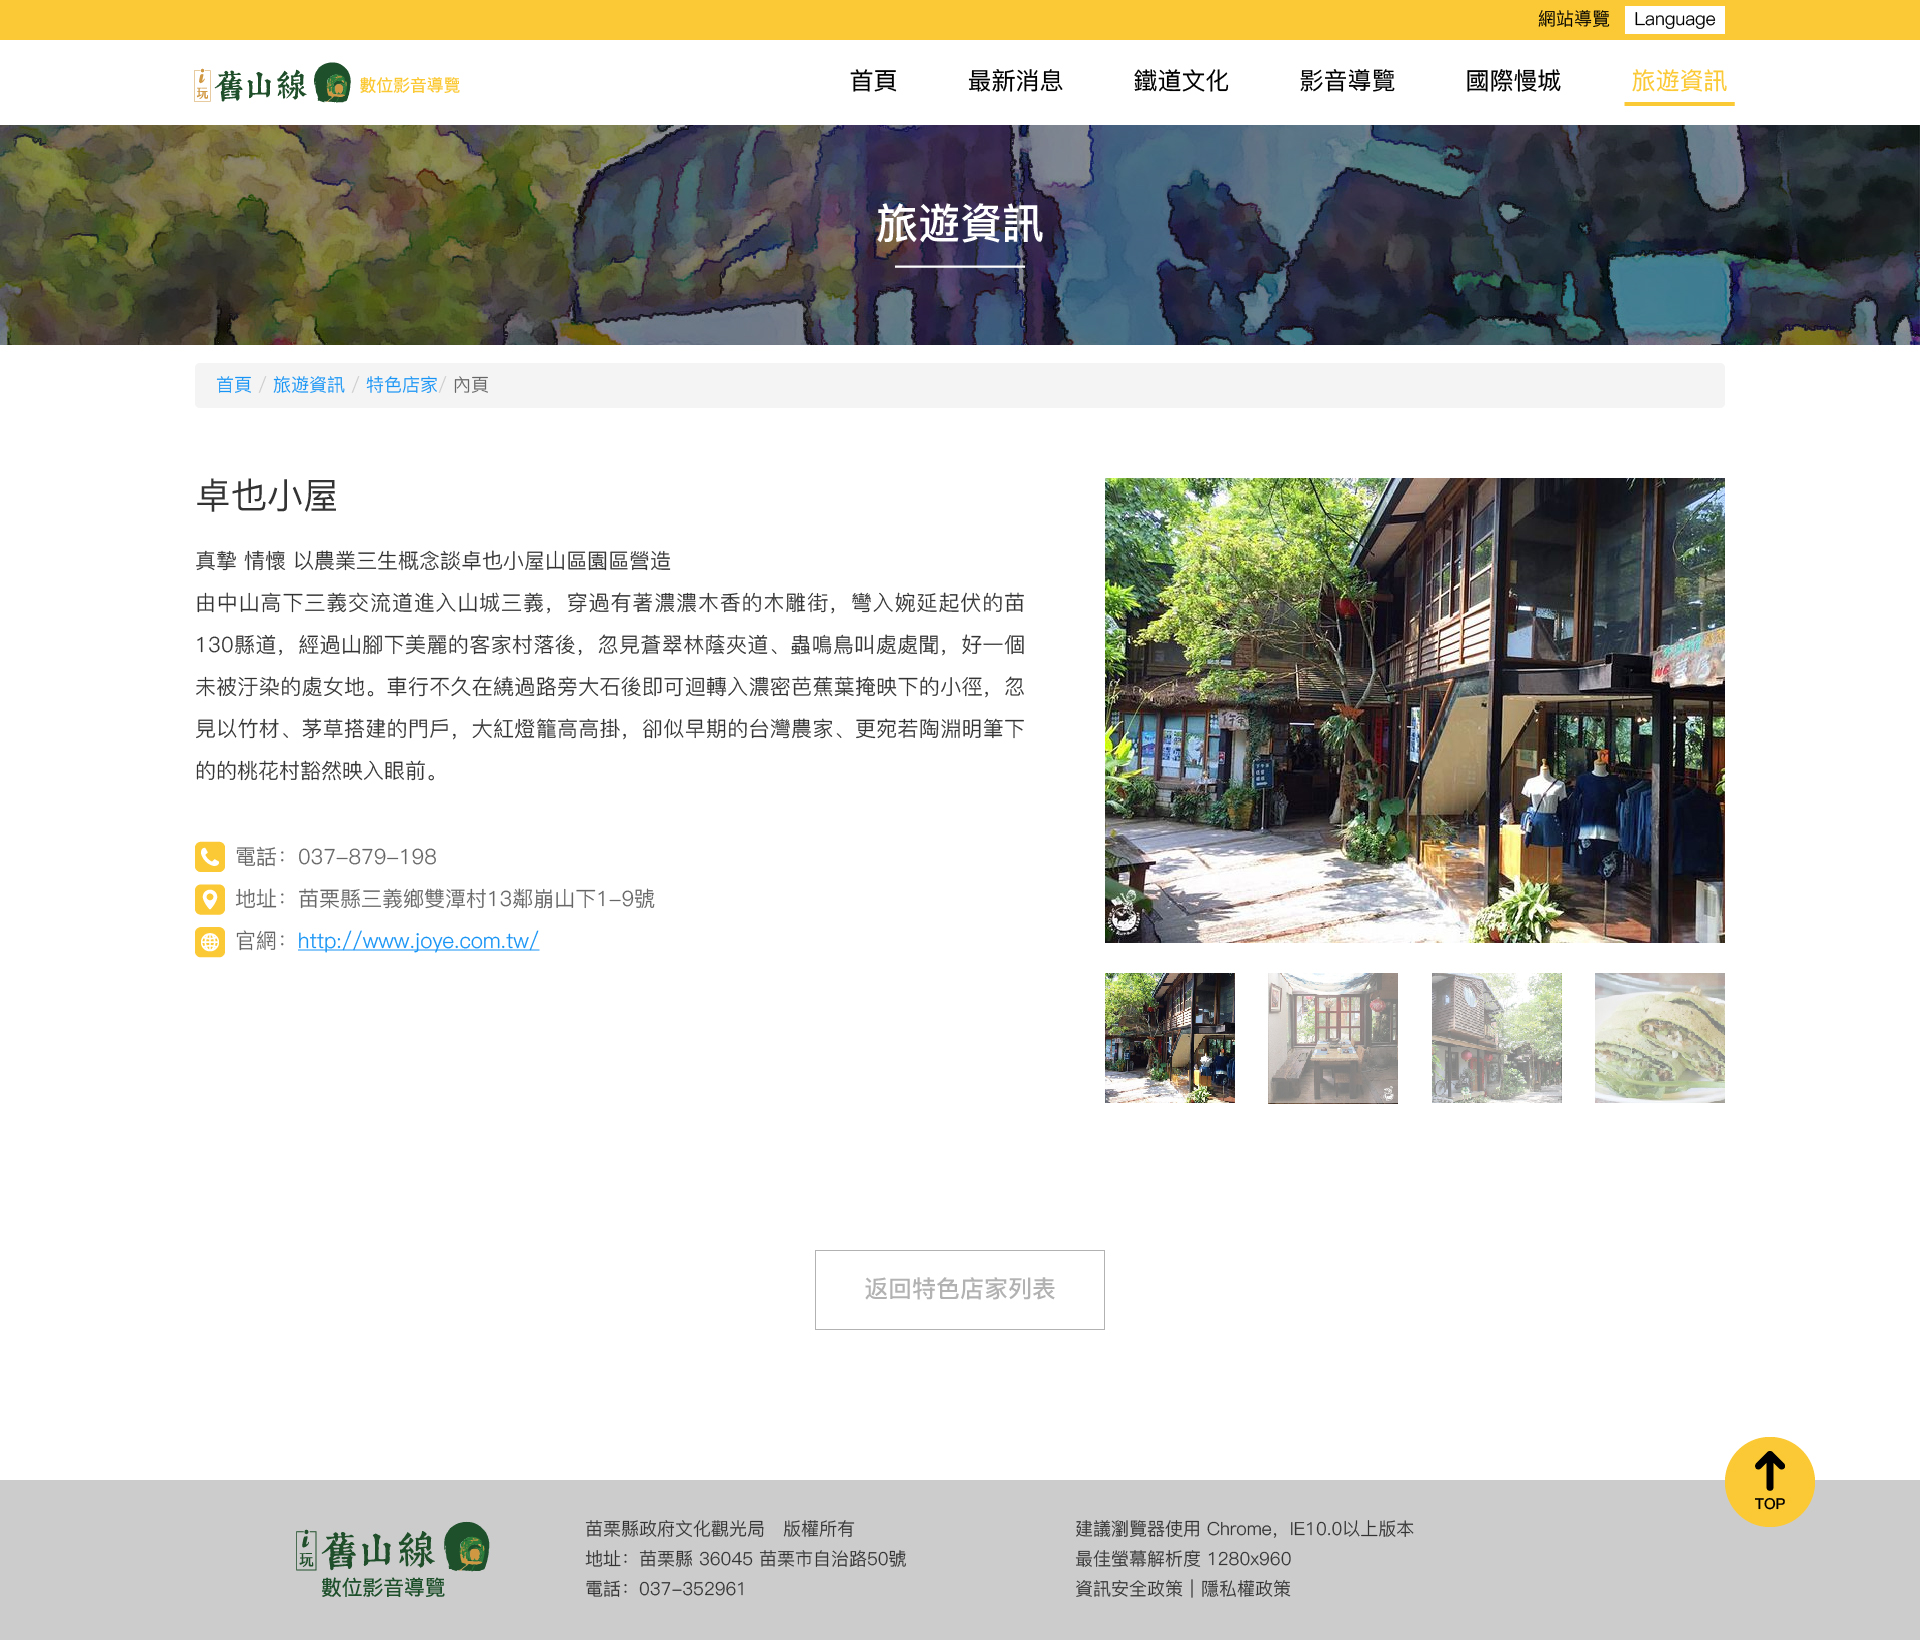 網站導覽 Language
i玩 舊山線 數位影音導覽
首頁 最新消息 鐵道文化 影音導覽 國際慢城 旅遊資訊
旅遊資訊
首頁 / 旅遊資訊 / 特色店家/ 內頁
卓也小屋
真摯 情懷 以農業三生概念談卓也小屋山區園區營造
由中山高下三義交流道進入山城三義，穿過有著濃濃木香的木雕街，彎入婉延起伏的苗
130縣道，經過山腳下美麗的客家村落後，忽見蒼翠林蔭夾道、蟲鳴鳥叫處處聞，好一個
未被汙染的處女地。車行不久在繞過路旁大石後即可迴轉入濃密芭蕉葉掩映下的小徑，忽
見以竹材、茅草搭建的門戶，大紅燈籠高高掛，卻似早期的台灣農家、更宛若陶淵明筆下
的的桃花村豁然映入眼前。
電話：037-879-198
地址：苗栗縣三義鄉雙潭村13鄰崩山下1-9號
官網：http://www.joye.com.tw/
返回特色店家列表
TOP
i玩 舊山線
數位影音導覽
苗栗縣政府文化觀光局　版權所有
地址：苗栗縣 36045 苗栗市自治路50號
電話：037-352961
建議瀏覽器使用 Chrome，IE10.0以上版本
最佳螢幕解析度 1280x960
資訊安全政策 | 隱私權政策